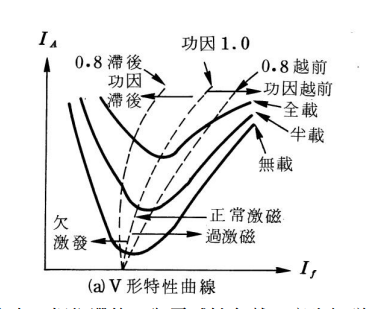 I_A
功因1.0
0.8滯後
功因
滯後
0.8越前
功因越前
全載
半載
無載
正常激磁
過激磁
欠
激發
I_f
(a) V 形特性曲線